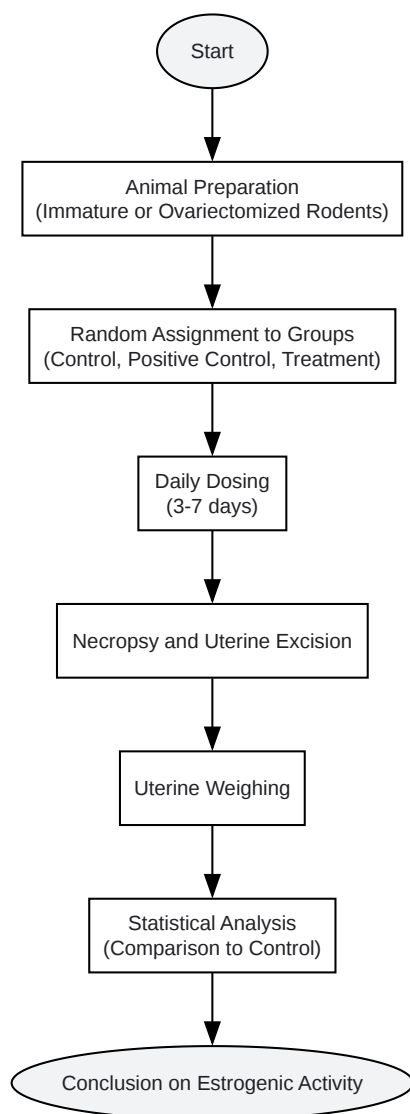 Start
Animal Preparation
(Immature or Ovariectomized Rodents)
Random Assignment to Groups
(Control, Positive Control, Treatment)
Daily Dosing
(3-7 days)
Necropsy and Uterine Excision
Uterine Weighing
Statistical Analysis
(Comparison to Control)
Conclusion on Estrogenic Activity